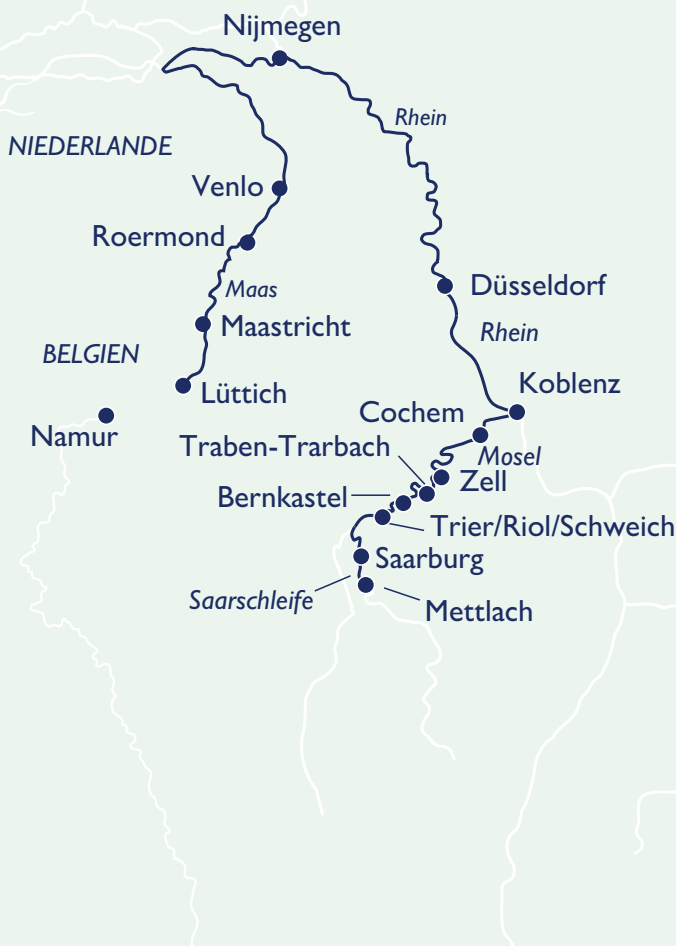 Nijmegen
Rhein
NIEDERLANDE
Venlo
Roermond
Maas
Düsseldorf
Maastricht
Rhein
BELGIEN
Koblenz
Lüttich
Cochem
Namur
Traben-Trarbach
Mosel
Zell
Bernkastel
Trier/Riol/Schweich
Saarburg
Saarschleife
Mettlach